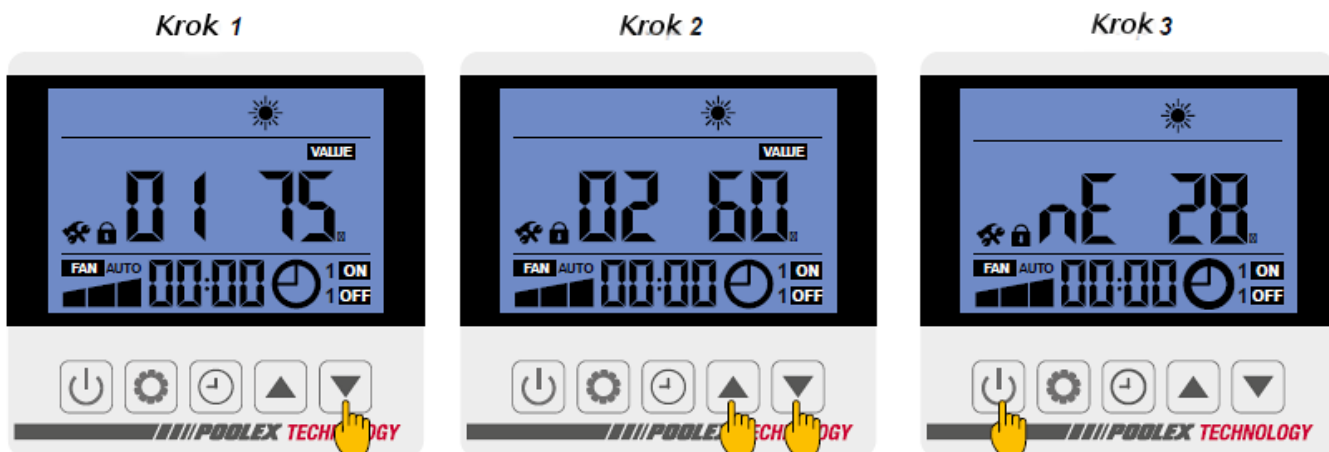 Krok 1
VALUE
01 75
FAN AUTO 00:00 1 ON
1 OFF
POOLEX TECHNOLOGY
Krok 2
VALUE
02 60
FAN AUTO 00:00 1 ON
1 OFF
POOLEX TECHNOLOGY
Krok 3
nE 28
FAN AUTO 00:00 1 ON
1 OFF
POOLEX TECHNOLOGY